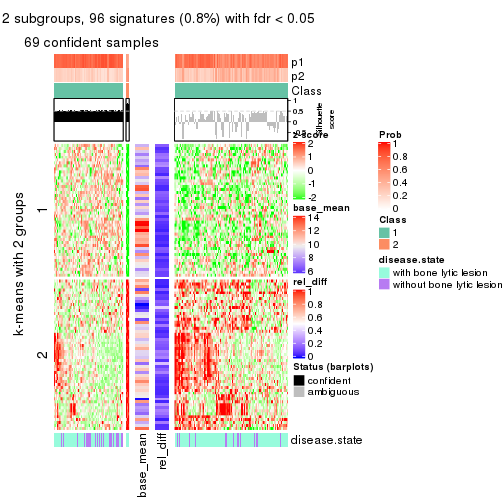 2 subgroups, 96 signatures (0.8%) with fdr < 0.05
69 confident samples
p1
p2
Class
1
0.5
0
-0.5
Silhouette
score
k-means with 2 groups
1
2
base_mean
rel_diff
disease.state
z-score
2
1
0
-1
-2
base_mean
14
12
10
8
6
rel_diff
1
0.8
0.6
0.4
0.2
0
Status (barplots)
confident
ambiguous
Prob
1
0.8
0.6
0.4
0.2
0
Class
1
2
disease.state
with bone lytic lesion
without bone lytic lesion